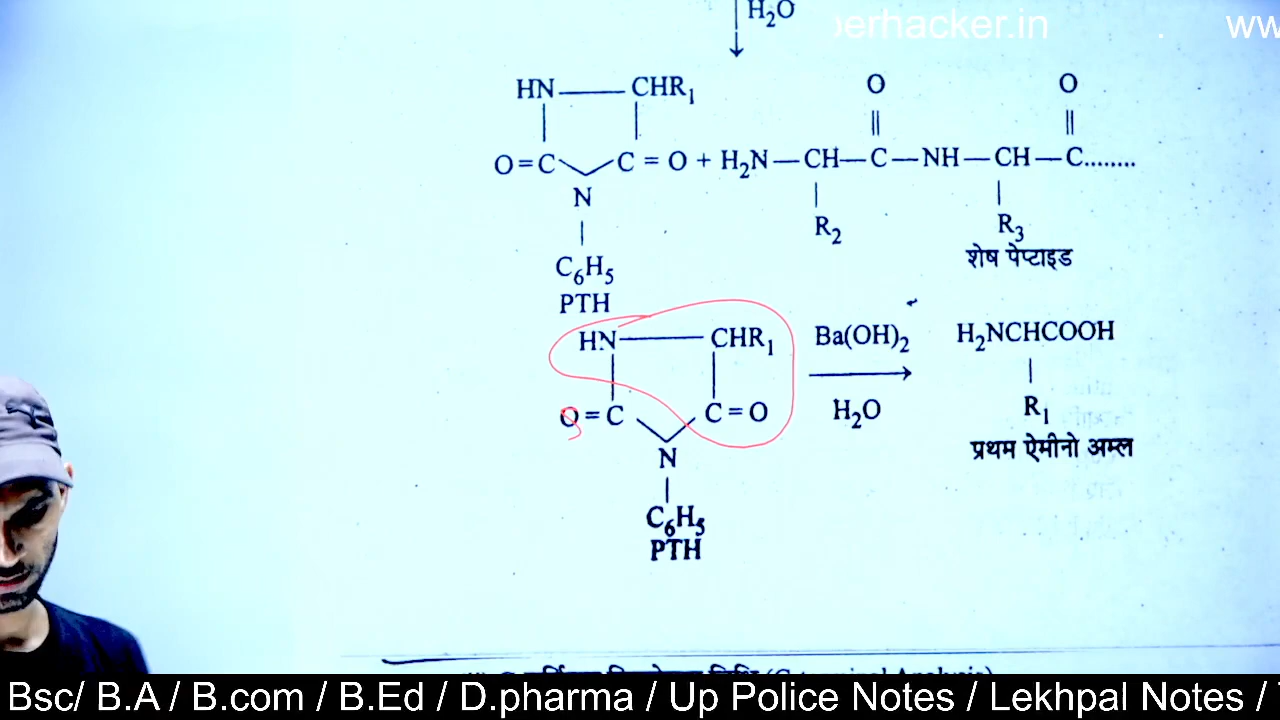 H₂O
erhacker.in . ww
HN CHR₁ O O
O=C C=O + H₂N—CH—C—NH—CH—C........
N
R₂ R₃
C₆H₅ शेष पेप्टाइड
PTH
HN CHR₁ Ba(OH)₂ H₂NCHCOOH
O=C C=O H₂O R₁
N प्रथम ऐमीनो अम्ल
C₆H₅
PTH
Bsc/ B.A / B.com / B.Ed / D.pharma / Up Police Notes / Lekhpal Notes /